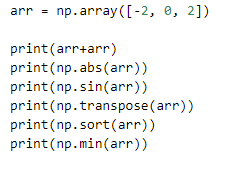 arr = np.array([-2, 0, 2])
print(arr+arr)
print(np.abs(arr))
print(np.sin(arr))
print(np.transpose(arr))
print(np.sort(arr))
print(np.min(arr))